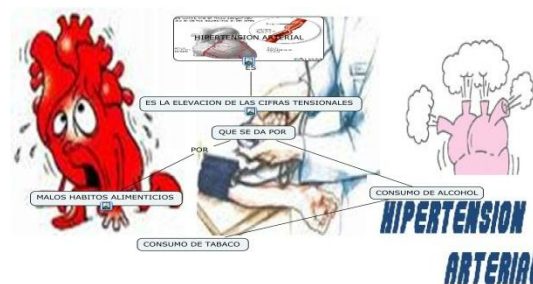 HIPERTENSION ARTERIAL
ES
ES LA ELEVACION DE LAS CIFRAS TENSIONALES
QUE SE DA POR
POR
MALOS HABITOS ALIMENTICIOS
CONSUMO DE ALCOHOL
CONSUMO DE TABACO
HIPERTENSION
ARTERIAL